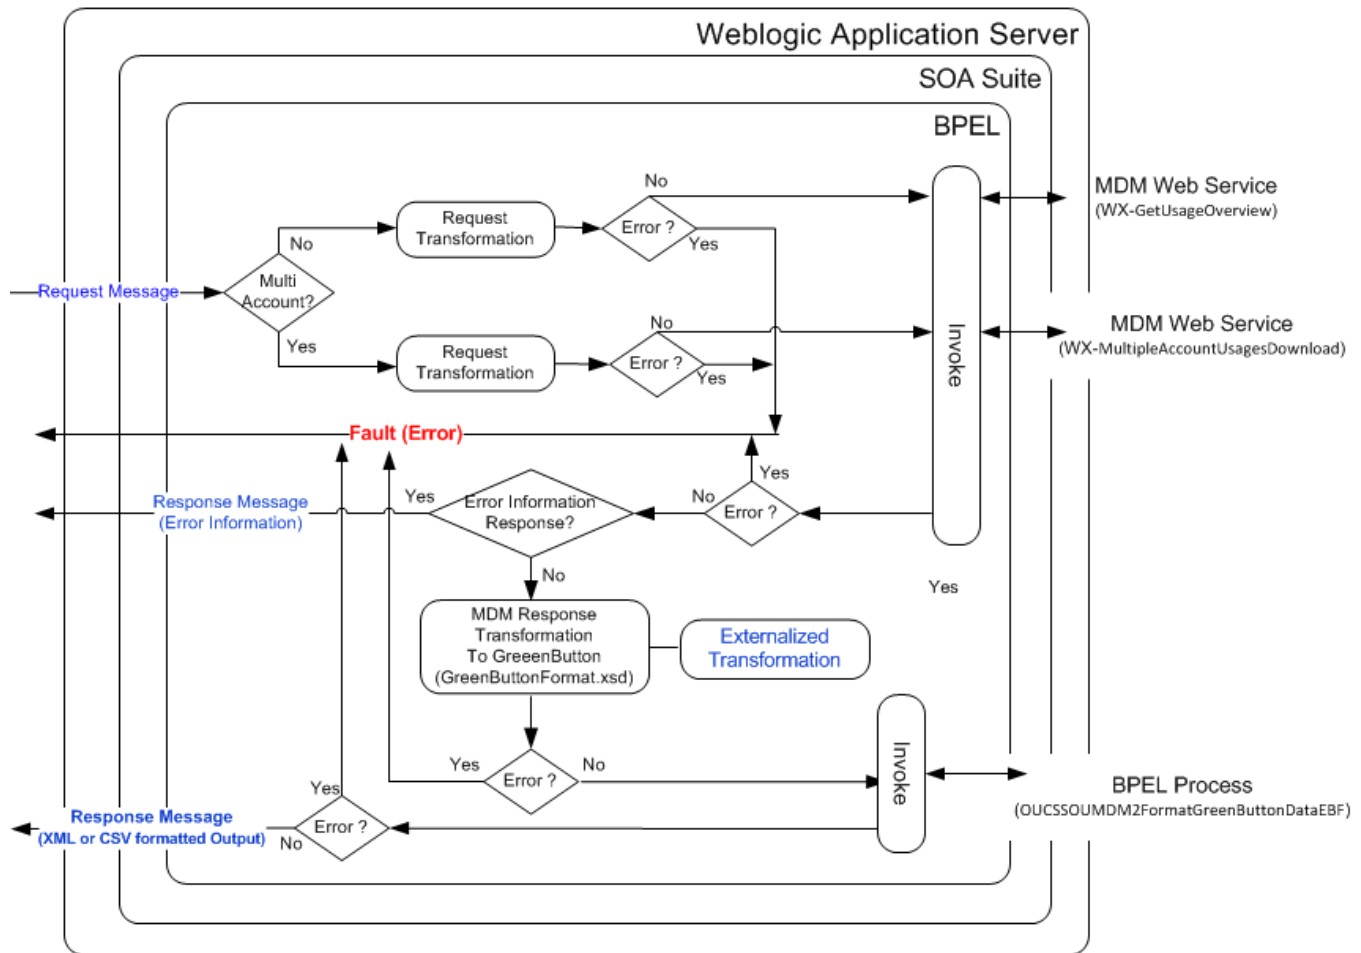 Weblogic Application Server
SOA Suite
BPEL
No
MDM Web Service
(WX-GetUsageOverview)
Request
Transformation
Error ?
Yes
No
Multi
Account?
Request Message
Yes
No
MDM Web Service
(WX-MultipleAccountUsagesDownload)
Request
Transformation
Error ?
Yes
Invoke
Fault (Error)
Yes
Response Message
(Error Information)
Yes
Error Information
Response?
No
Error ?
No
Yes
MDM Response
Transformation
To GreeenButton
(GreenButtonFormat.xsd)
Externalized
Transformation
Yes
Error ?
No
Invoke
BPEL Process
(OUCSSOUMDM2FormatGreenButtonDataEBF)
Yes
Response Message
(XML or CSV formatted Output)
No
Error ?